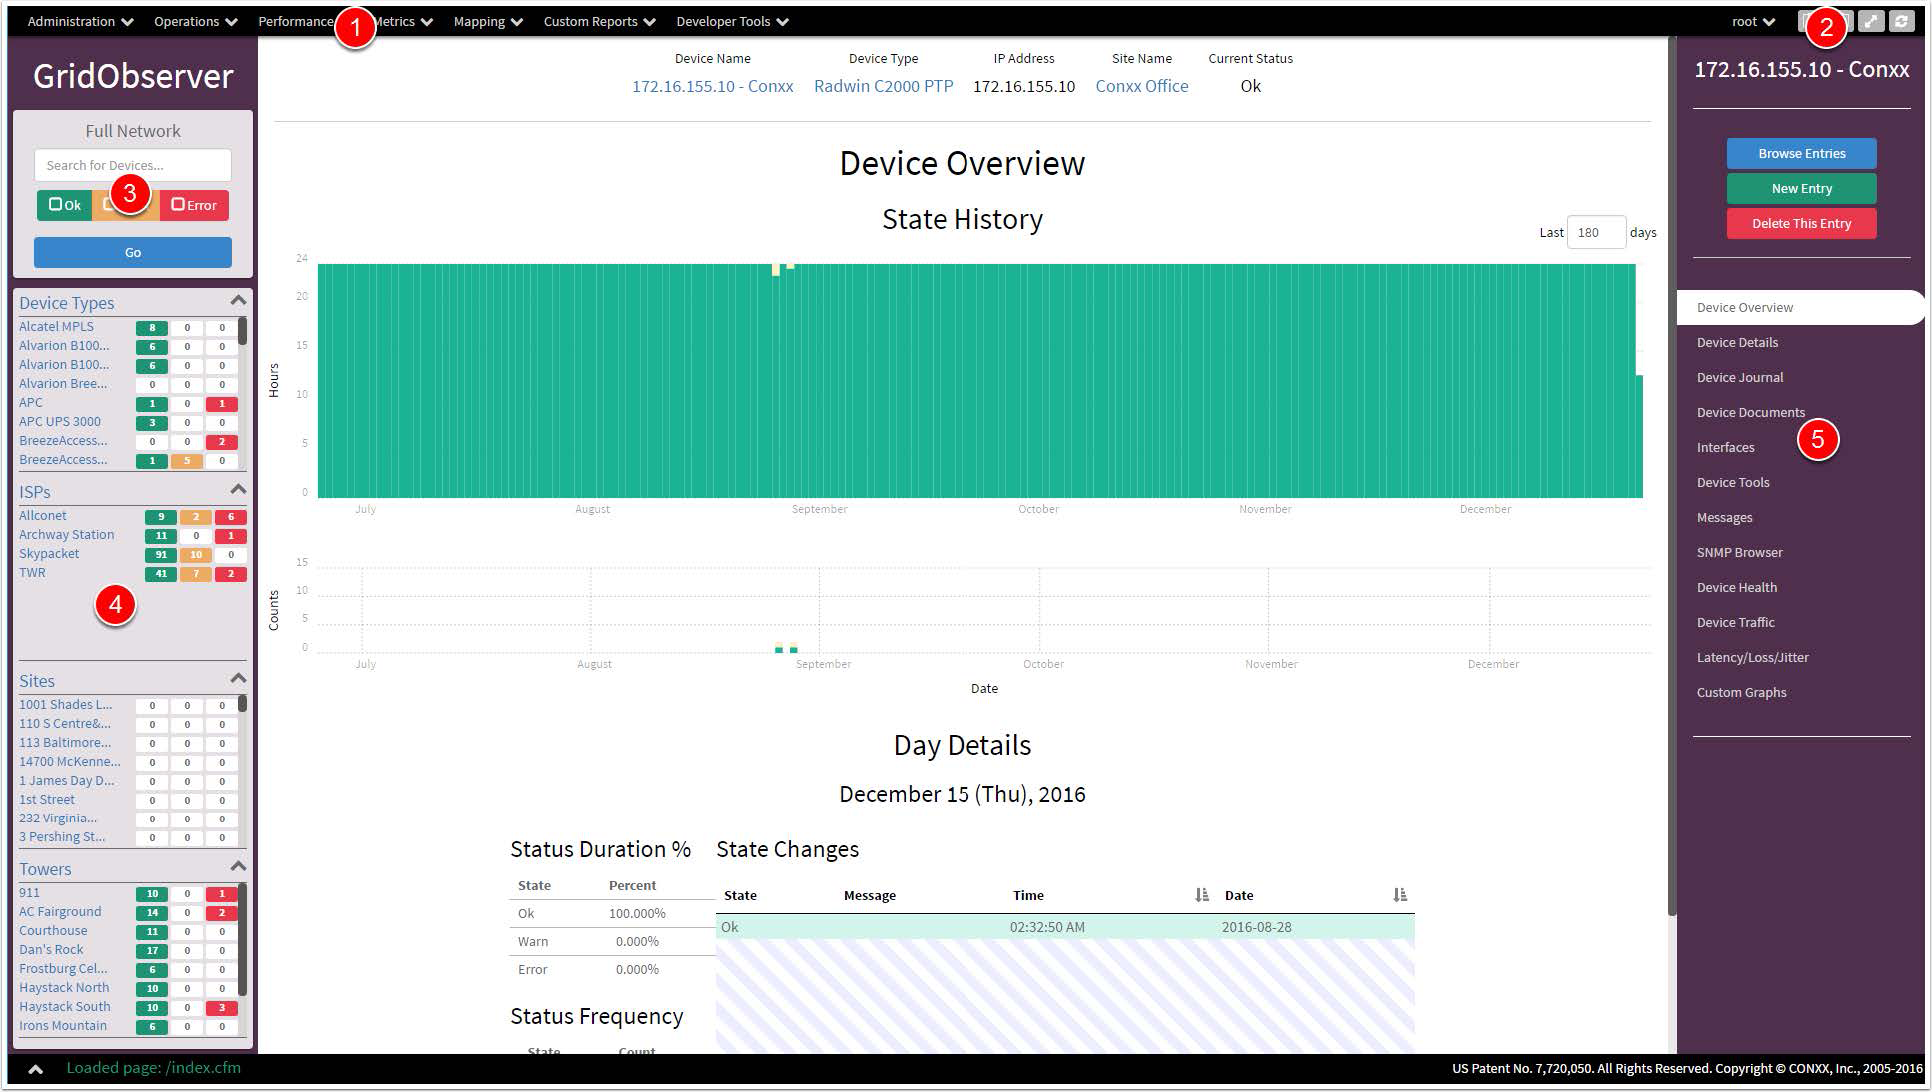 Administration Operations Performance Metrics Mapping Custom Reports Developer Tools root
1
2
GridObserver
Full Network
Search for Devices...
3
Ok Error
Go
Device Types
Alcatel MPLS 8 0 0
Alvarion B100... 6 0 0
Alvarion B100... 6 0 0
Alvarion Bree... 0 0 0
APC 1 0 1
APC UPS 3000 3 0 0
BreezeAccess... 0 0 2
BreezeAccess... 1 5 0
ISPs
Allconet 9 2 6
Archway Station 11 0 1
Skypacket 91 10 0
TWR 41 7 2
4
Sites
1001 Shades L... 0 0 0
110 S Centre&... 0 0 0
113 Baltimore... 0 0 0
14700 McKenne... 0 0 0
1 James Day D... 0 0 0
1st Street 0 0 0
232 Virginia... 0 0 0
3 Pershing St... 0 0 0
Towers
911 10 0 1
AC Fairground 14 0 2
Courthouse 11 0 0
Dan's Rock 17 0 0
Frostburg Cel... 6 0 0
Haystack North 10 0 0
Haystack South 10 0 3
Irons Mountain 6 0 0
Device Name Device Type IP Address Site Name Current Status
172.16.155.10 - Conxx Radwin C2000 PTP 172.16.155.10 Conxx Office Ok
Device Overview
State History
Last 180 days
24
20
15
10
5
0
Hours
July August September October November December
15
10
5
0
Counts
July August September October November December
Date
Day Details
December 15 (Thu), 2016
Status Duration %
State Percent
Ok 100.000%
Warn 0.000%
Error 0.000%
State Changes
State Message Time Date
Ok 02:32:50 AM 2016-08-28
Status Frequency
State Count
172.16.155.10 - Conxx
Browse Entries
New Entry
Delete This Entry
Device Overview
Device Details
Device Journal
Device Documents
5
Interfaces
Device Tools
Messages
SNMP Browser
Device Health
Device Traffic
Latency/Loss/Jitter
Custom Graphs
Loaded page: /index.cfm
US Patent No. 7,720,050. All Rights Reserved. Copyright © CONXX, Inc., 2005-2016